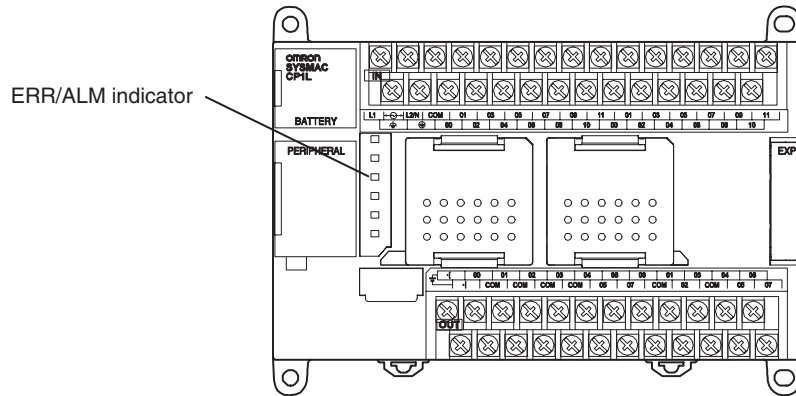 ERR/ALM indicator
OMRON
SYSMAC
CP1L
IN
BATTERY
L1 L2/N COM 01 03 05 07 09 11 01 03 05 07 09 11
00 02 04 06 08 10 00 02 04 06 08 10
PERIPHERAL
EXP
00 01 02 03 04 06 00 01 03 04 06
COM COM COM COM 05 07 COM 02 COM 05 07
OUT